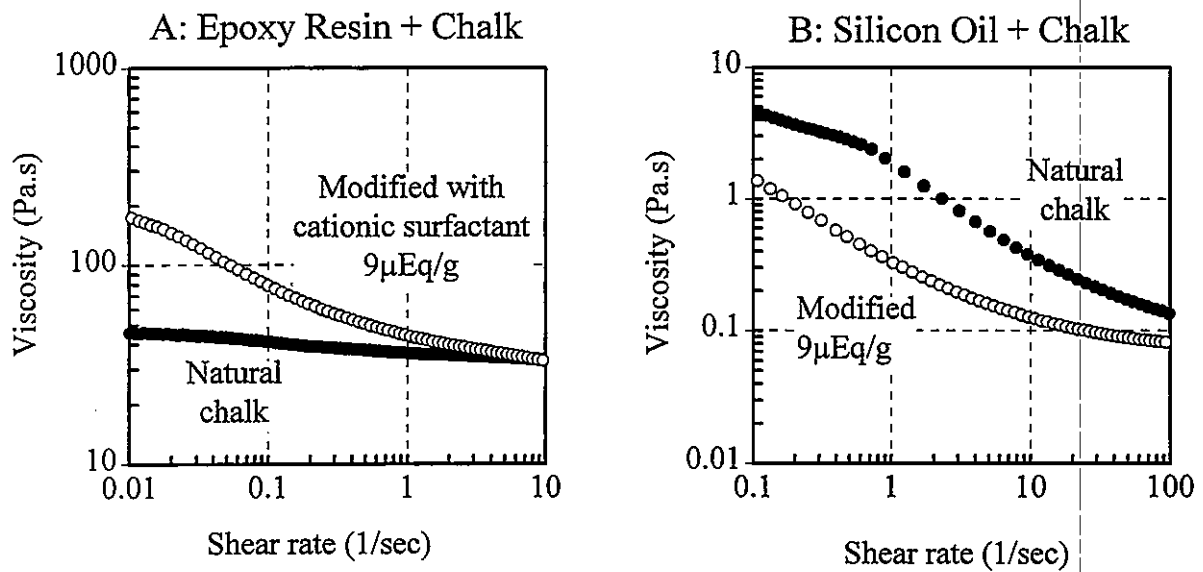 A: Epoxy Resin + Chalk
1000
100
10
Viscosity (Pa.s)
Modified with
cationic surfactant
9μEq/g
Natural
chalk
0.01 0.1 1 10
Shear rate (1/sec)
B: Silicon Oil + Chalk
10
1
0.1
0.01
Viscosity (Pa.s)
Natural
chalk
Modified
9μEq/g
0.1 1 10 100
Shear rate (1/sec)